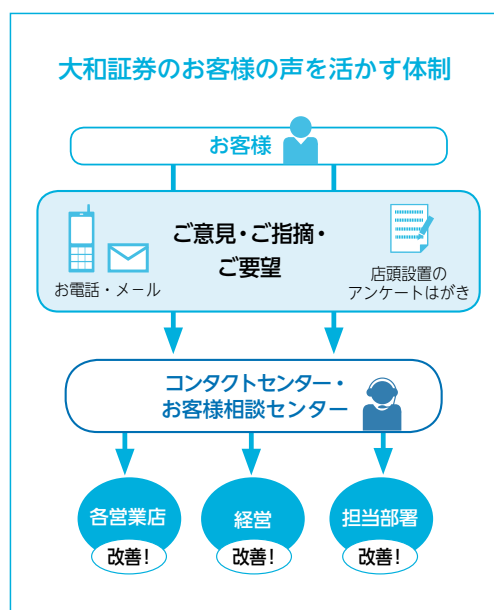 大和証券のお客様の声を活かす体制
お客様
ご意見・ご指摘・
ご要望
お電話・メール
店頭設置の
アンケートはがき
コンタクトセンター・
お客様相談センター
各営業店
改善!
経営
改善!
担当部署
改善!